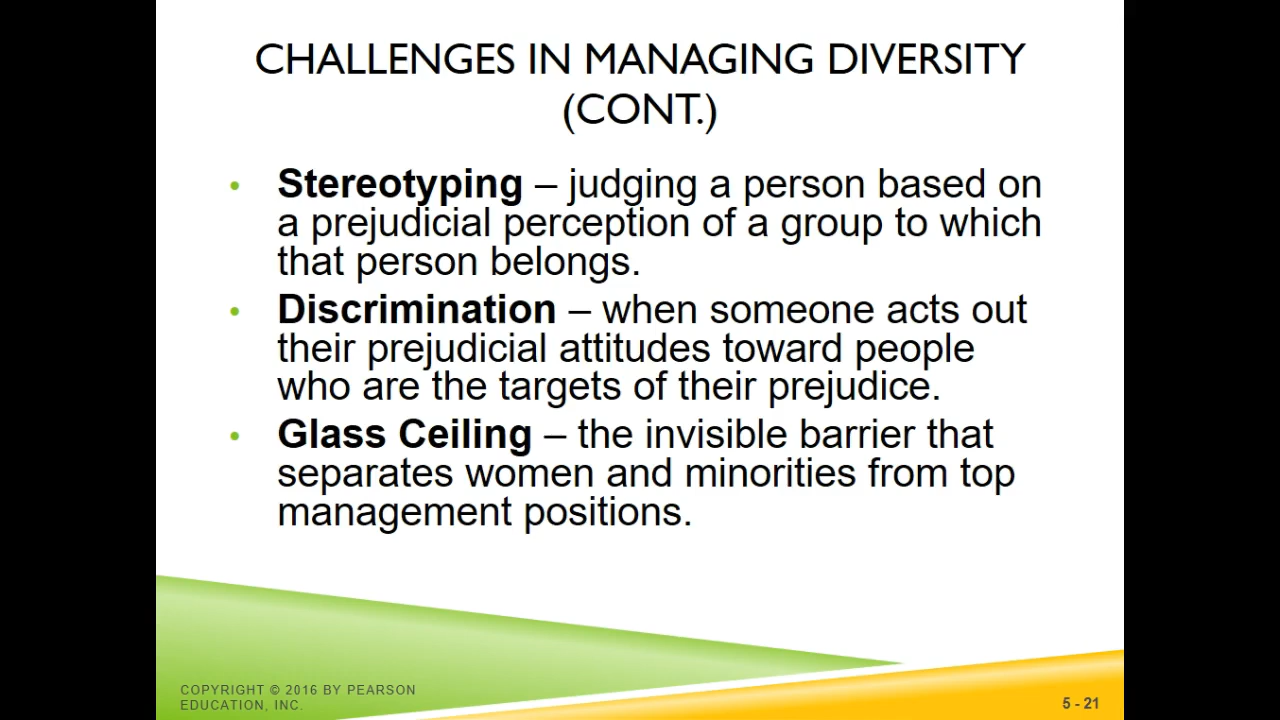 CHALLENGES IN MANAGING DIVERSITY
(CONT.)
• Stereotyping – judging a person based on
a prejudicial perception of a group to which
that person belongs.
• Discrimination – when someone acts out
their prejudicial attitudes toward people
who are the targets of their prejudice.
• Glass Ceiling – the invisible barrier that
separates women and minorities from top
management positions.
COPYRIGHT © 2016 BY PEARSON
EDUCATION, INC.
5 - 21